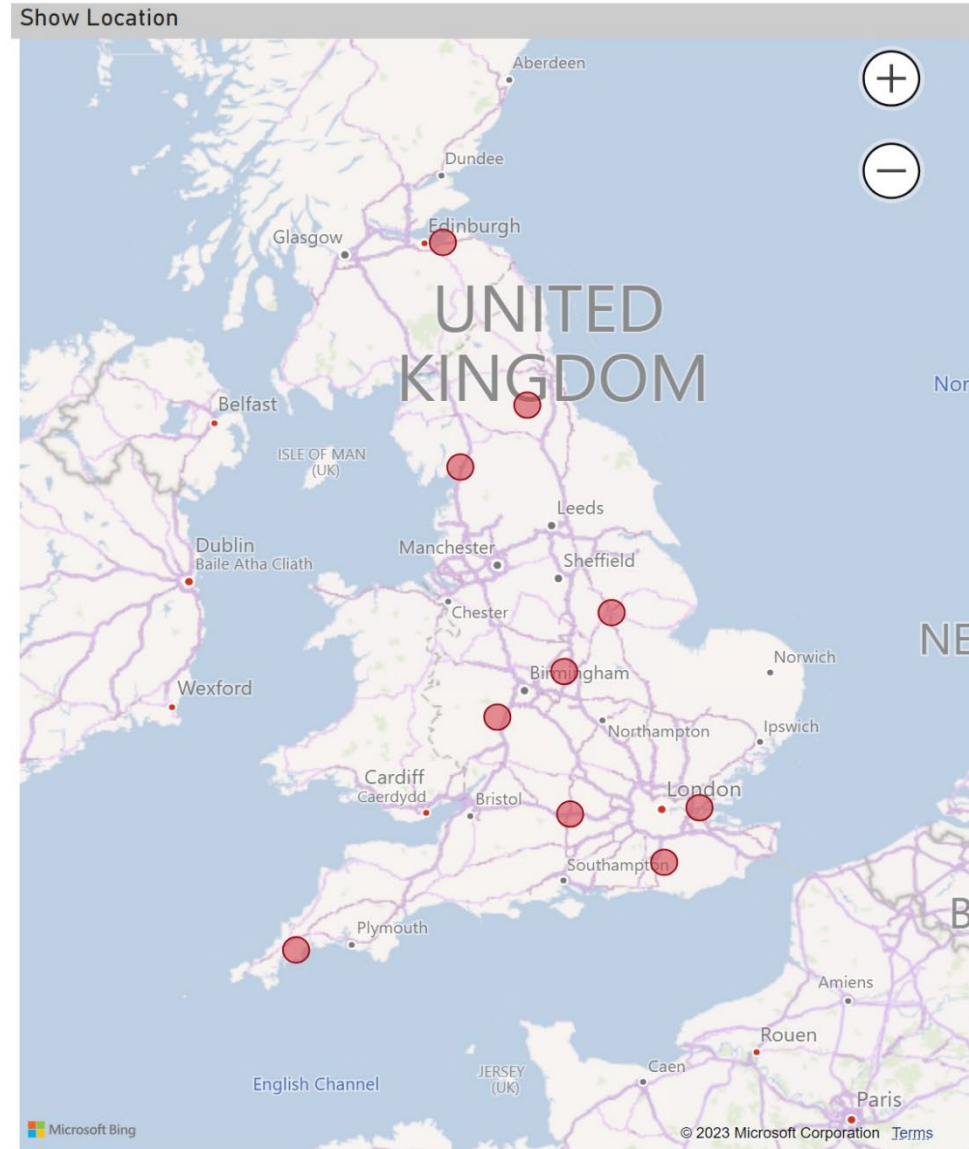 Show Location
Aberdeen
Dundee
Edinburgh
Glasgow
UNITED
KINGDOM
Nor
Belfast
ISLE OF MAN
(UK)
Leeds
Dublin
Baile Atha Cliath
Manchester
Sheffield
Chester
NE
Norwich
Birmingham
Wexford
Northampton
Ipswich
Cardiff
Caerdydd
Bristol
London
Southampton
Plymouth
B
Amiens
Rouen
JERSEY
(UK)
Caen
English Channel
Paris
Microsoft Bing
© 2023 Microsoft Corporation Terms